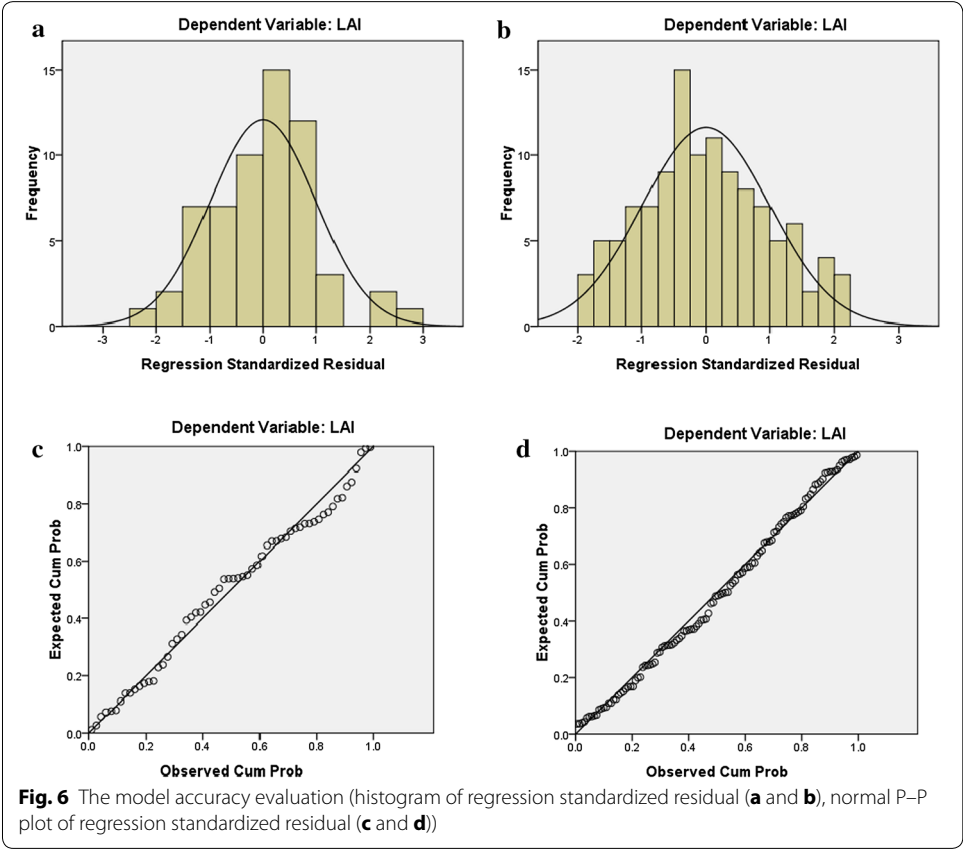 a
Dependent Variable: LAI
15
10
5
0
Frequency
-3 -2 -1 0 1 2 3
Regression Standardized Residual
b
Dependent Variable: LAI
15
10
5
0
Frequency
-2 -1 0 1 2 3
Regression Standardized Residual
c
Dependent Variable: LAI
1.0
0.8
0.6
0.4
0.2
0.0
Expected Cum Prob
0.0 0.2 0.4 0.6 0.8 1.0
Observed Cum Prob
d
Dependent Variable: LAI
1.0
0.8
0.6
0.4
0.2
0.0
Expected Cum Prob
0.0 0.2 0.4 0.6 0.8 1.0
Observed Cum Prob
Fig. 6 The model accuracy evaluation (histogram of regression standardized residual (a and b), normal P–P
plot of regression standardized residual (c and d))